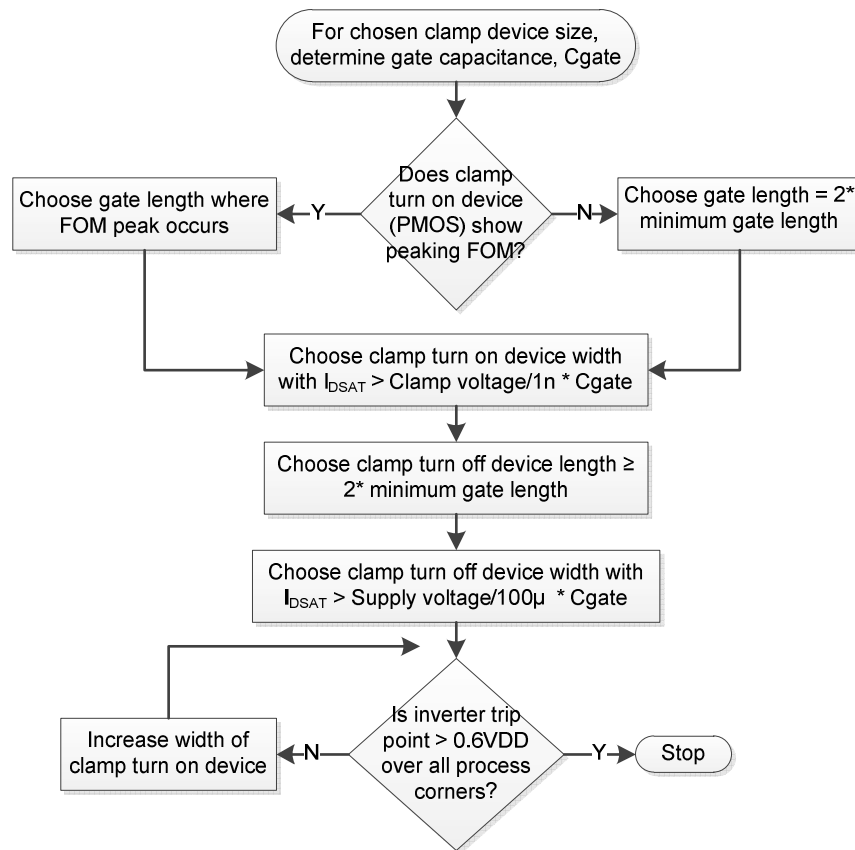 For chosen clamp device size,
determine gate capacitance, Cgate
Does clamp
turn on device
(PMOS) show
peaking FOM?
Y
N
Choose gate length where
FOM peak occurs
Choose gate length = 2*
minimum gate length
Choose clamp turn on device width
with IDSAT > Clamp voltage/1n * Cgate
Choose clamp turn off device length ≥
2* minimum gate length
Choose clamp turn off device width with
IDSAT > Supply voltage/100µ * Cgate
Is inverter trip
point > 0.6VDD
over all process
corners?
N
Y
Increase width of
clamp turn on device
Stop